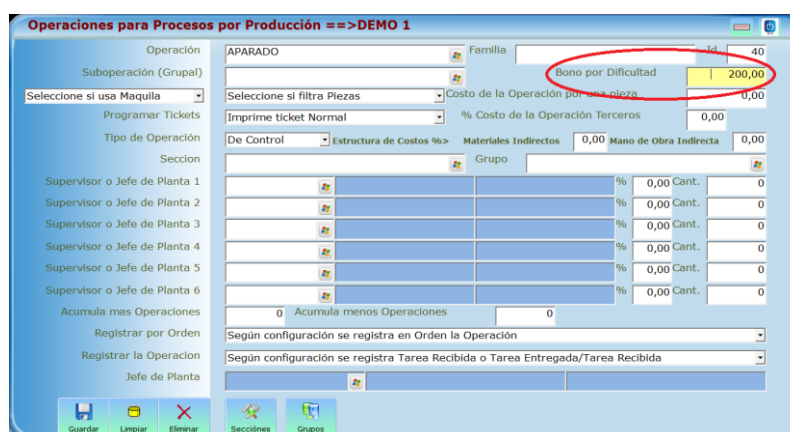 Operaciones para Procesos por Producción ==>DEMO 1
Operación APARADO Familia Id 40
Suboperación (Grupal) Bono por Dificultad 200,00
Seleccione si usa Maquila Seleccione si filtra Piezas Costo de la Operación por una pieza 0,00
Programar Tickets Imprime ticket Normal % Costo de la Operación Terceros 0,00
Tipo de Operación De Control Estructura de Costos %> Materiales Indirectos 0,00 Mano de Obra Indirecta 0,00
Seccion Grupo
Supervisor o Jefe de Planta 1 % 0,00 Cant. 0
Supervisor o Jefe de Planta 2 % 0,00 Cant. 0
Supervisor o Jefe de Planta 3 % 0,00 Cant. 0
Supervisor o Jefe de Planta 4 % 0,00 Cant. 0
Supervisor o Jefe de Planta 5 % 0,00 Cant. 0
Supervisor o Jefe de Planta 6 % 0,00 Cant. 0
Acumula mas Operaciones 0 Acumula menos Operaciones 0
Registrar por Orden Según configuración se registra en Orden la Operación
Registrar la Operacion Según configuración se registra Tarea Recibida o Tarea Entregada/Tarea Recibida
Jefe de Planta
Guardar Limpiar Eliminar Secciónes Grupos